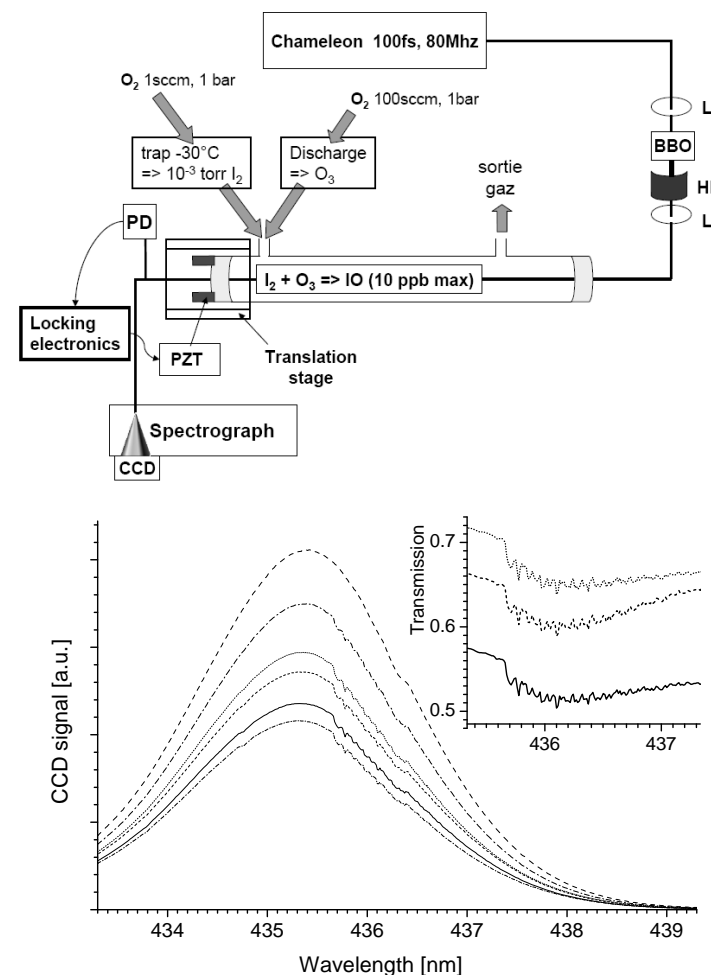 Chameleon 100fs, 80Mhz
O2 1sccm, 1 bar
O2 100sccm, 1bar
trap -30°C
=> 10-3 torr I2
Discharge
=> O3
sortie
gaz
L
BBO
L
PD
I2 + O3 => IO (10 ppb max)
Locking
electronics
PZT
Translation
stage
Spectrograph
CCD
CCD signal [a.u.]
Transmission
0.7
0.6
0.5
436
437
434
435
436
437
438
439
Wavelength [nm]